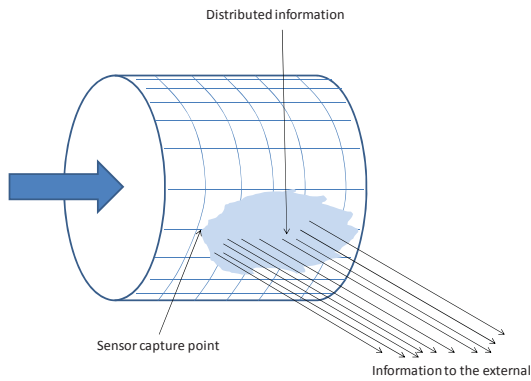 Distributed information
Sensor capture point
Information to the external